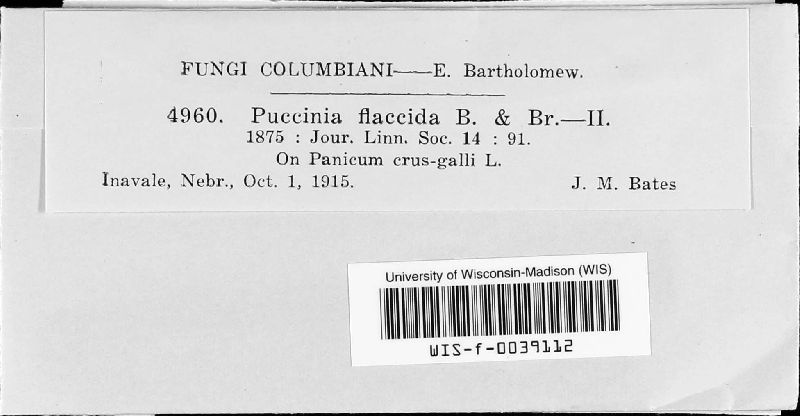 FUNGI COLUMBIANI—E. Bartholomew.
4960. Puccinia flaccida B. & Br.—II.
1875 : Jour. Linn. Soc. 14 : 91.
On Panicum crus-galli L.
Inavale, Nebr., Oct. 1, 1915. J. M. Bates
University of Wisconsin-Madison (WIS)
WIS-f-0039112